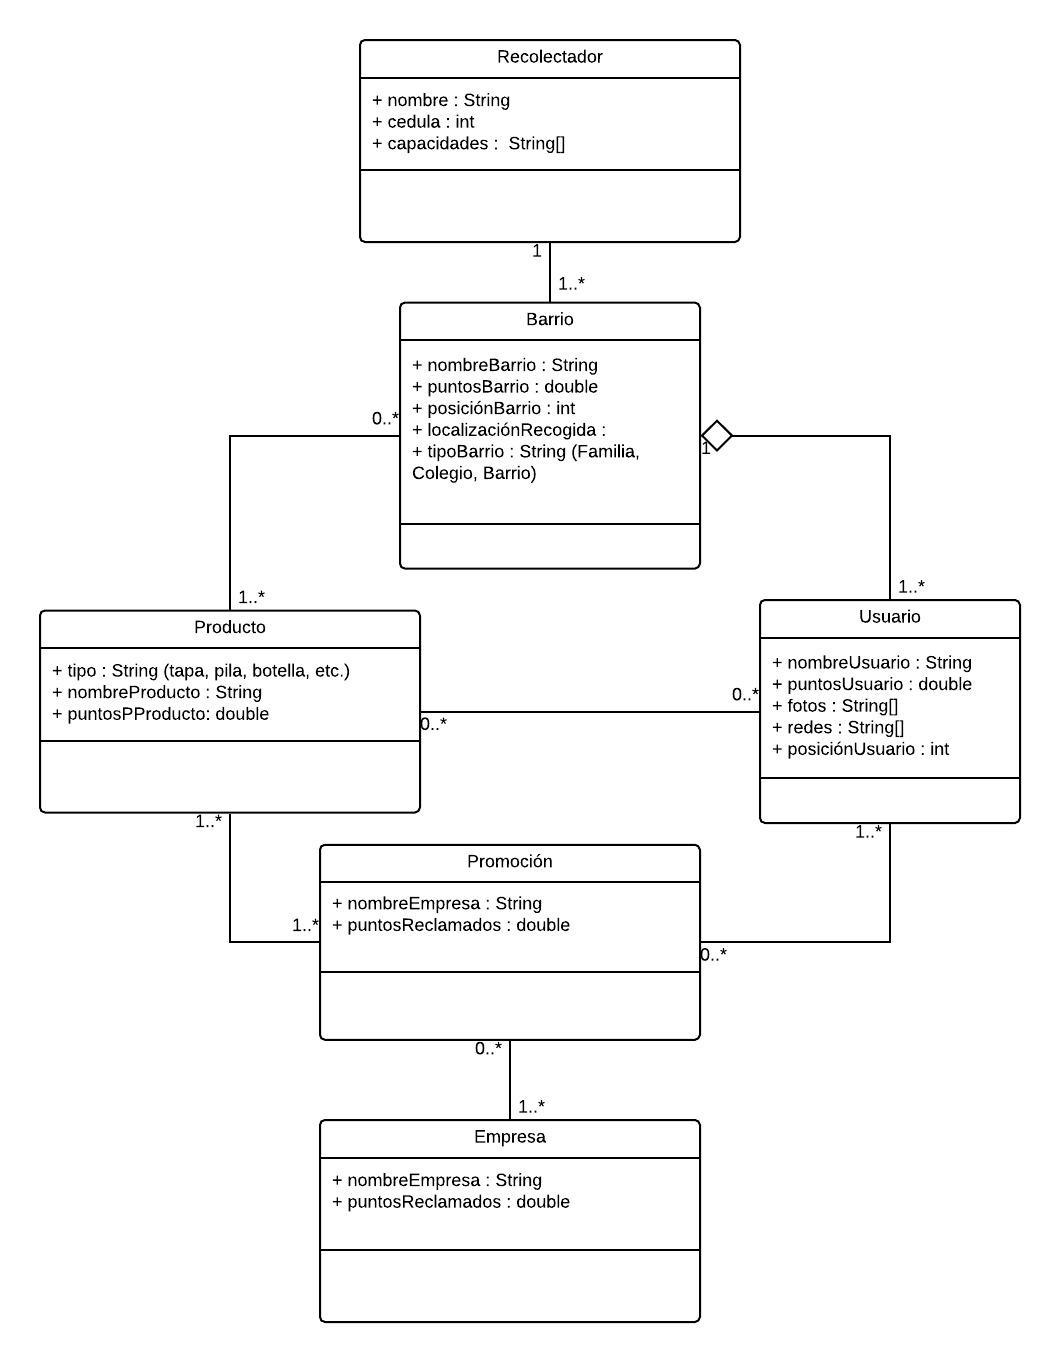 Recolectador
+ nombre : String
+ cedula : int
+ capacidades :  String[]
1
1..*
Barrio
+ nombreBarrio : String
+ puntosBarrio : double
+ posiciónBarrio : int
+ localizaciónRecogida :
+ tipoBarrio : String (Familia,
Colegio, Barrio)
0..*
1
1..*
1..*
Producto
+ tipo : String (tapa, pila, botella, etc.)
+ nombreProducto : String
+ puntosPProducto: double
Usuario
+ nombreUsuario : String
+ puntosUsuario : double
+ fotos : String[]
+ redes : String[]
+ posiciónUsuario : int
0..*
0..*
1..*
1..*
Promoción
+ nombreEmpresa : String
+ puntosReclamados : double
1..*
0..*
0..*
1..*
Empresa
+ nombreEmpresa : String
+ puntosReclamados : double